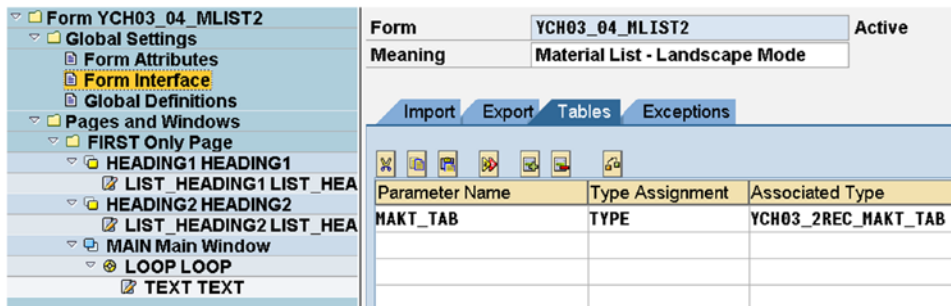 Form YCH03_04_MLIST2
Global Settings
Form Attributes
Form Interface
Global Definitions
Pages and Windows
FIRST Only Page
HEADING1 HEADING1
LIST_HEADING1 LIST_HEA
HEADING2 HEADING2
LIST_HEADING2 LIST_HEA
MAIN Main Window
LOOP LOOP
TEXT TEXT
Form YCH03_04_MLIST2 Active
Meaning Material List - Landscape Mode
Import Export Tables Exceptions
Parameter Name Type Assignment Associated Type
MAKT_TAB TYPE YCH03_2REC_MAKT_TAB